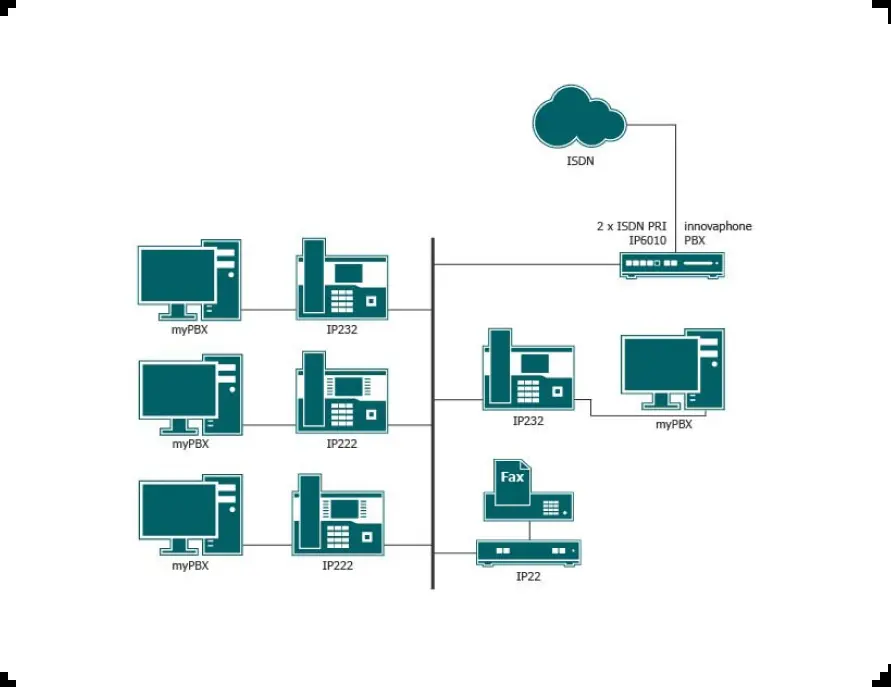 ISDN
2 x ISDN PRI innovaphone
IP6010 PBX
myPBX
IP232
myPBX
IP222
IP232
myPBX
Fax
myPBX
IP222
IP22